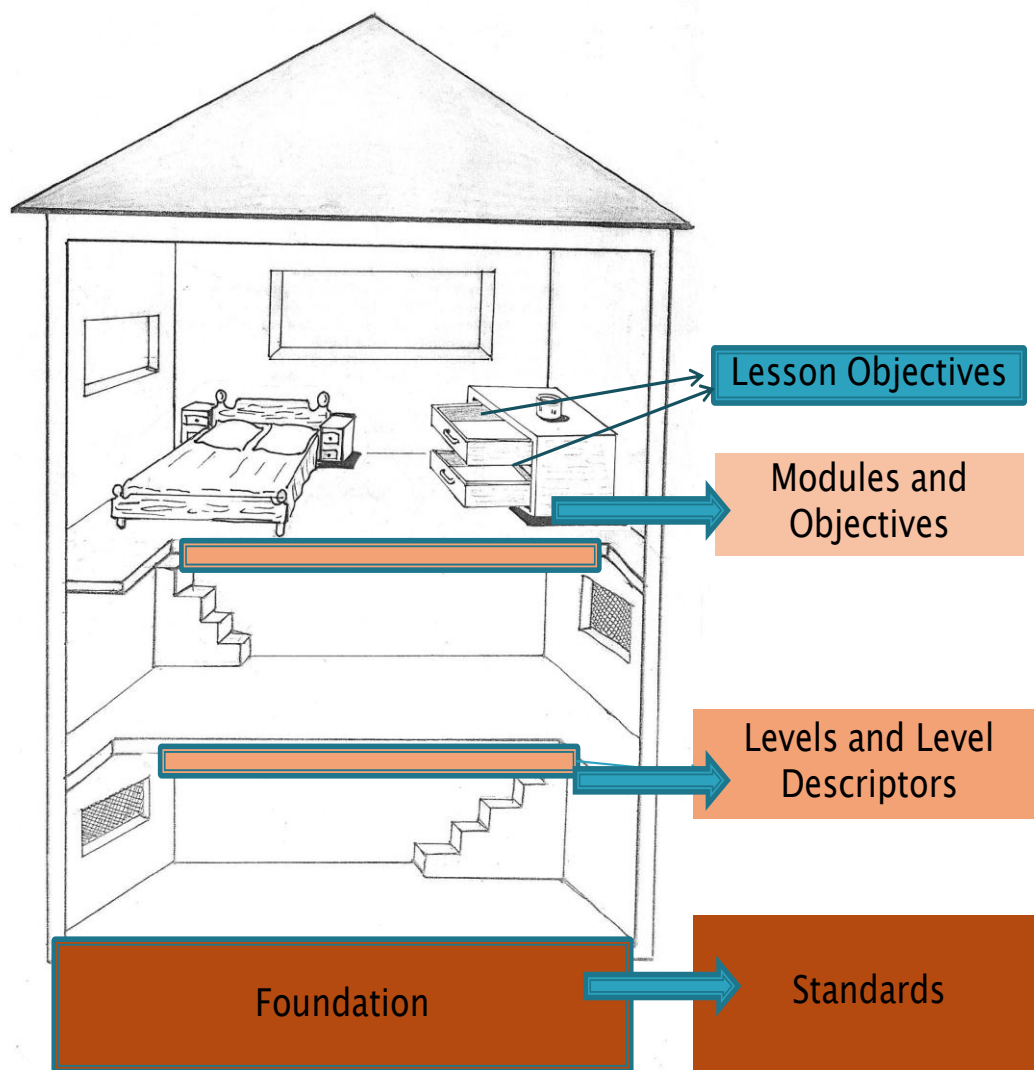 Lesson Objectives
Modules and
Objectives
Levels and Level
Descriptors
Foundation
Standards